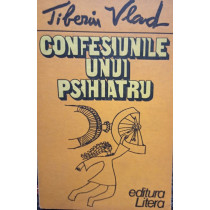 Tiberiu Vlad
CONFESIUNILE
UNUI
PSIHIATRU
editura
Litera